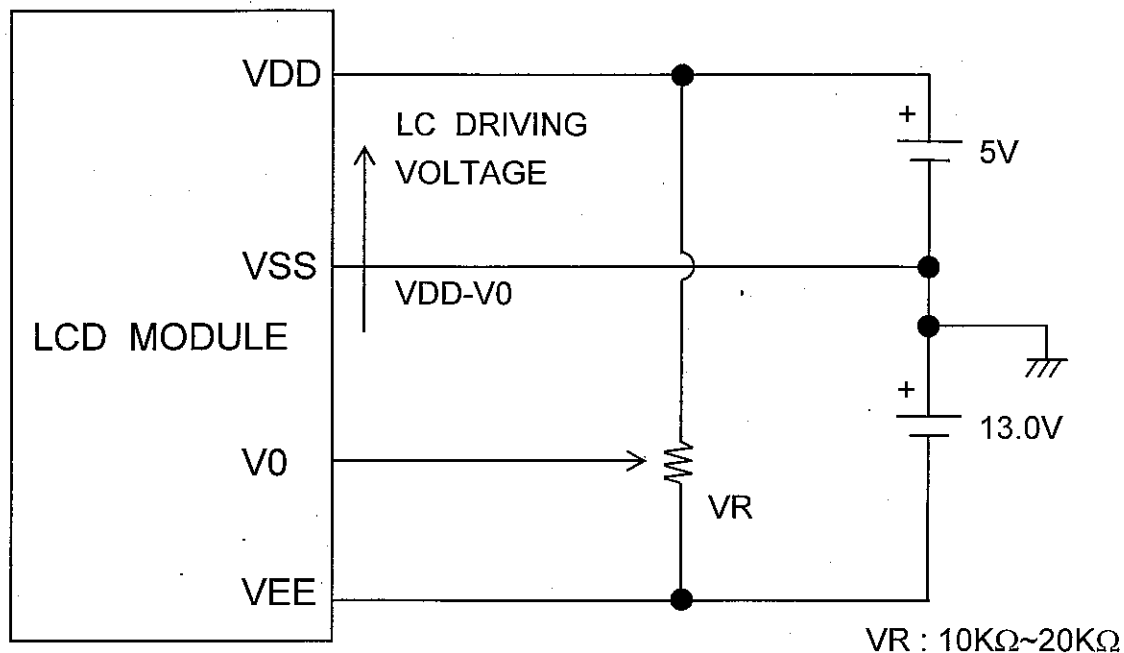 VDD
LC DRIVING
VOLTAGE
+
5V
VSS
VDD-V0
LCD MODULE
+
13.0V
V0
VR
VEE
VR : 10KΩ~20KΩ